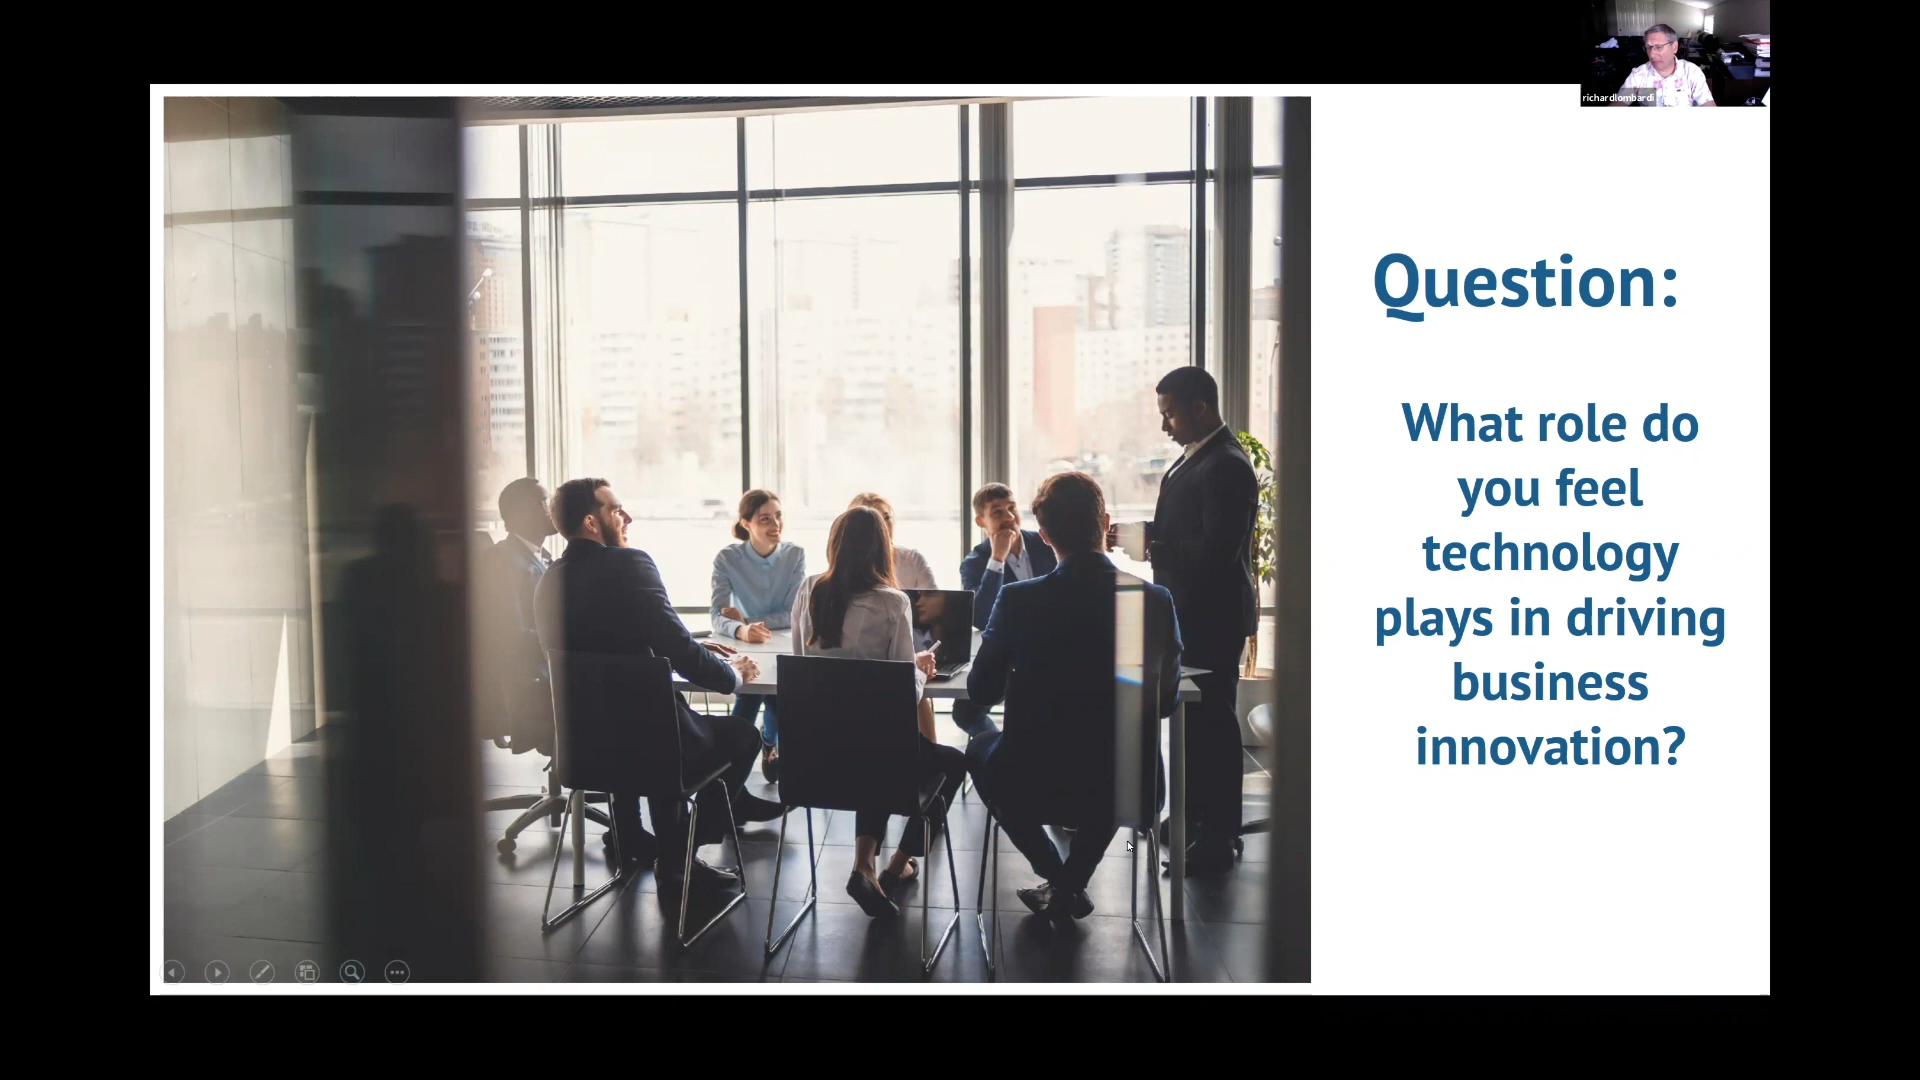 richardlombardi
Question:
What role do
you feel
technology
plays in driving
business
innovation?